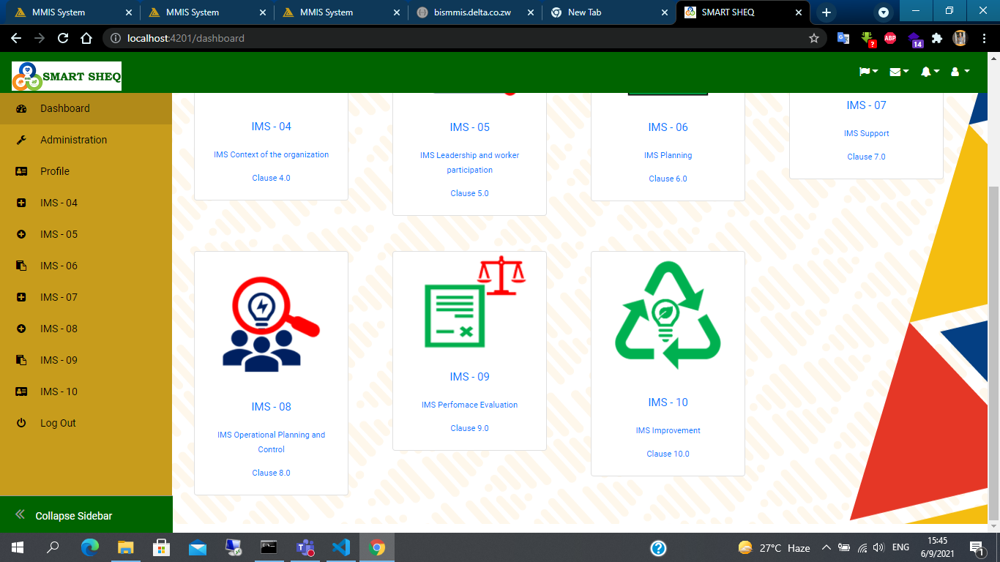 MMIS System
MMIS System
MMIS System
bismmis.delta.co.zw
New Tab
SMART SHEQ
localhost:4201/dashboard
ABP
?
14
IMS
SMART SHEQ
Dashboard
Administration
Profile
IMS - 04
IMS - 05
IMS - 06
IMS - 07
IMS - 08
IMS - 09
IMS - 10
Log Out
Collapse Sidebar
IMS - 04
IMS Context of the organization
Clause 4.0
IMS - 05
IMS Leadership and worker
participation
Clause 5.0
IMS - 06
IMS Planning
Clause 6.0
IMS - 07
IMS Support
Clause 7.0
IMS - 08
IMS Operational Planning and
Control
Clause 8.0
IMS - 09
IMS Perfomace Evaluation
Clause 9.0
IMS - 10
IMS Improvement
Clause 10.0
27°C Haze
ENG
15:45
6/9/2021
1